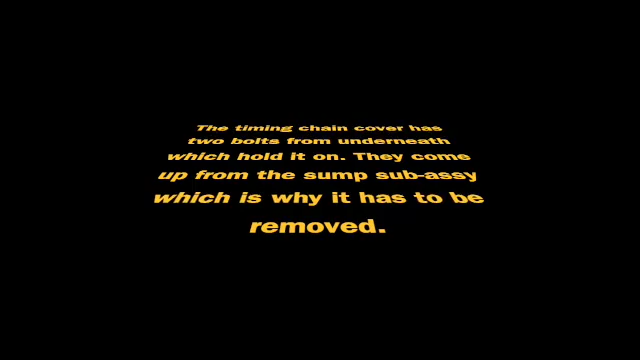 The timing chain cover has
two bolts from underneath
which hold it on. They come
up from the sump sub-assy
which is why it has to be
removed.